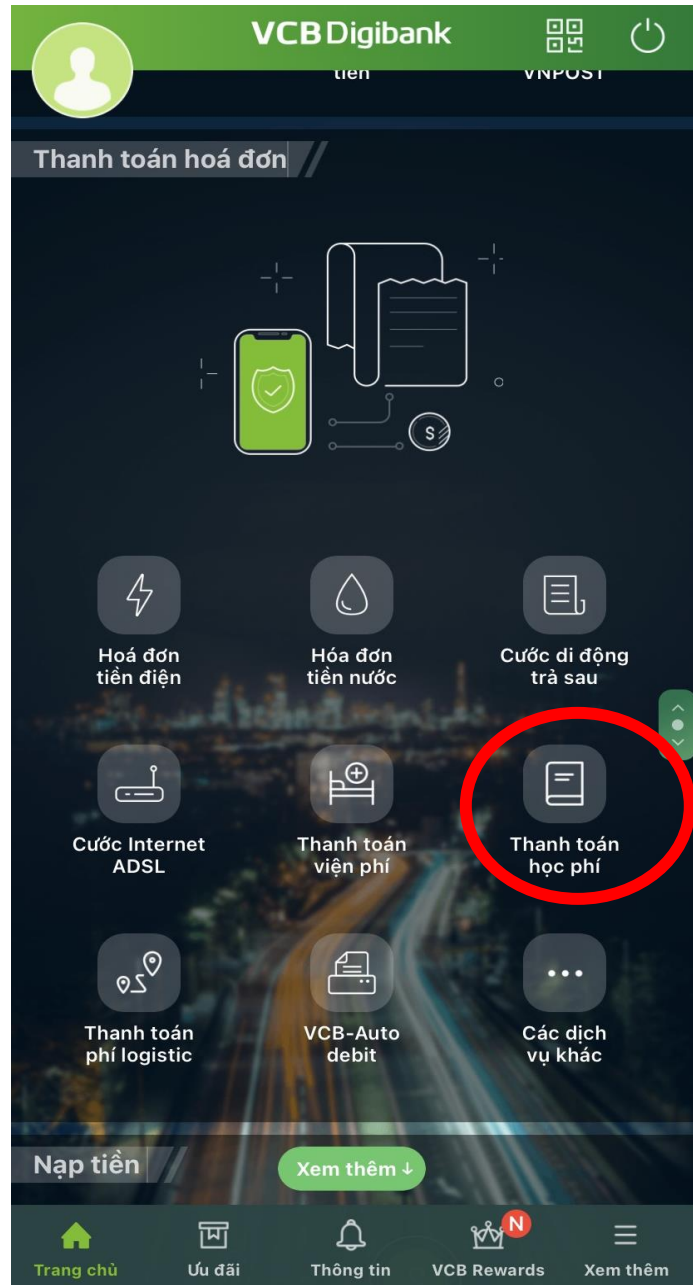 VCB Digibank
tiền VNPOST
Thanh toán hoá đơn
$
Hoá đơn
tiền điện
Hóa đơn
tiền nước
Cước di động
trả sau
Cước Internet
ADSL
Thanh toán
viện phí
Thanh toán
học phí
Thanh toán
phí logistic
VCB-Auto
debit
Các dịch
vụ khác
Nạp tiền
Xem thêm ↓
N
Trang chủ
Ưu đãi
Thông tin
VCB Rewards
Xem thêm